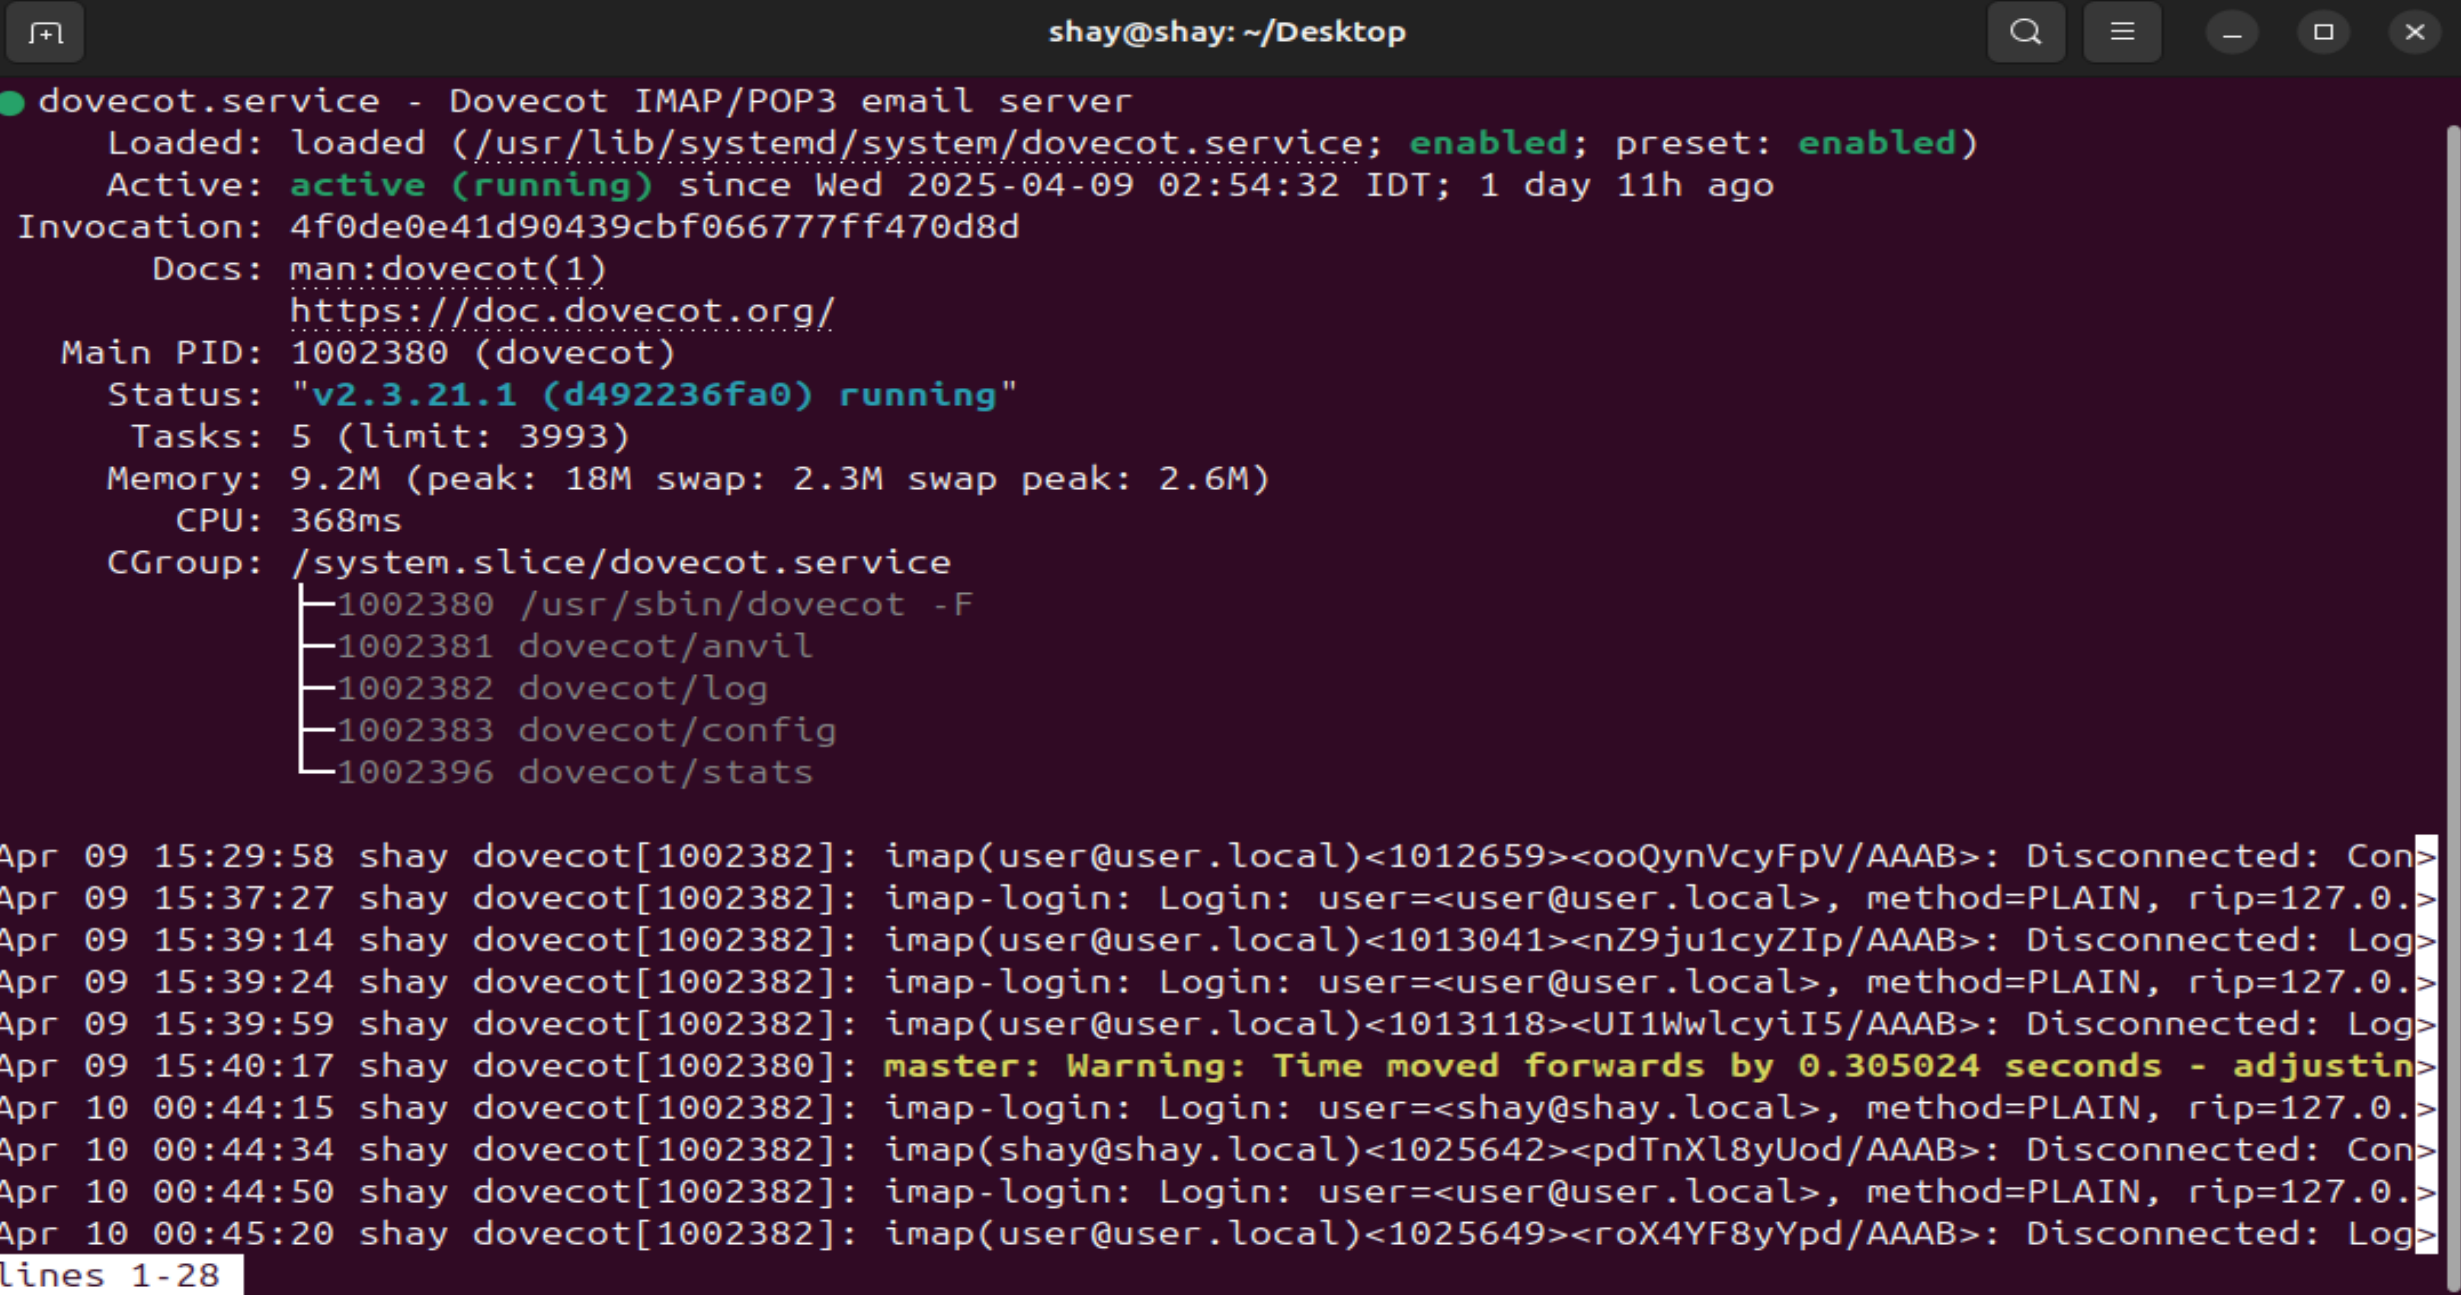 shay@shay: ~/Desktop
● dovecot.service - Dovecot IMAP/POP3 email server
Loaded: loaded (/usr/lib/systemd/system/dovecot.service; enabled; preset: enabled)
Active: active (running) since Wed 2025-04-09 02:54:32 IDT; 1 day 11h ago
Invocation: 4f0de0e41d90439cbf066777ff470d8d
Docs: man:dovecot(1)
https://doc.dovecot.org/
Main PID: 1002380 (dovecot)
Status: "v2.3.21.1 (d492236fa0) running"
Tasks: 5 (limit: 3993)
Memory: 9.2M (peak: 18M swap: 2.3M swap peak: 2.6M)
CPU: 368ms
CGroup: /system.slice/dovecot.service
├─1002380 /usr/sbin/dovecot -F
├─1002381 dovecot/anvil
├─1002382 dovecot/log
├─1002383 dovecot/config
└─1002396 dovecot/stats
Apr 09 15:29:58 shay dovecot[1002382]: imap(user@user.local)<1012659><ooQynVcyFpV/AAAB>: Disconnected: Con>
Apr 09 15:37:27 shay dovecot[1002382]: imap-login: Login: user=<user@user.local>, method=PLAIN, rip=127.0.>
Apr 09 15:39:14 shay dovecot[1002382]: imap(user@user.local)<1013041><nZ9ju1cyZIp/AAAB>: Disconnected: Log>
Apr 09 15:39:24 shay dovecot[1002382]: imap-login: Login: user=<user@user.local>, method=PLAIN, rip=127.0.>
Apr 09 15:39:59 shay dovecot[1002382]: imap(user@user.local)<1013118><UI1WwlcyiI5/AAAB>: Disconnected: Log>
Apr 09 15:40:17 shay dovecot[1002380]: master: Warning: Time moved forwards by 0.305024 seconds - adjustin>
Apr 10 00:44:15 shay dovecot[1002382]: imap-login: Login: user=<shay@shay.local>, method=PLAIN, rip=127.0.>
Apr 10 00:44:34 shay dovecot[1002382]: imap(shay@shay.local)<1025642><pdTnXl8yUod/AAAB>: Disconnected: Con>
Apr 10 00:44:50 shay dovecot[1002382]: imap-login: Login: user=<user@user.local>, method=PLAIN, rip=127.0.>
Apr 10 00:45:20 shay dovecot[1002382]: imap(user@user.local)<1025649><roX4YF8yYpd/AAAB>: Disconnected: Log>
lines 1-28